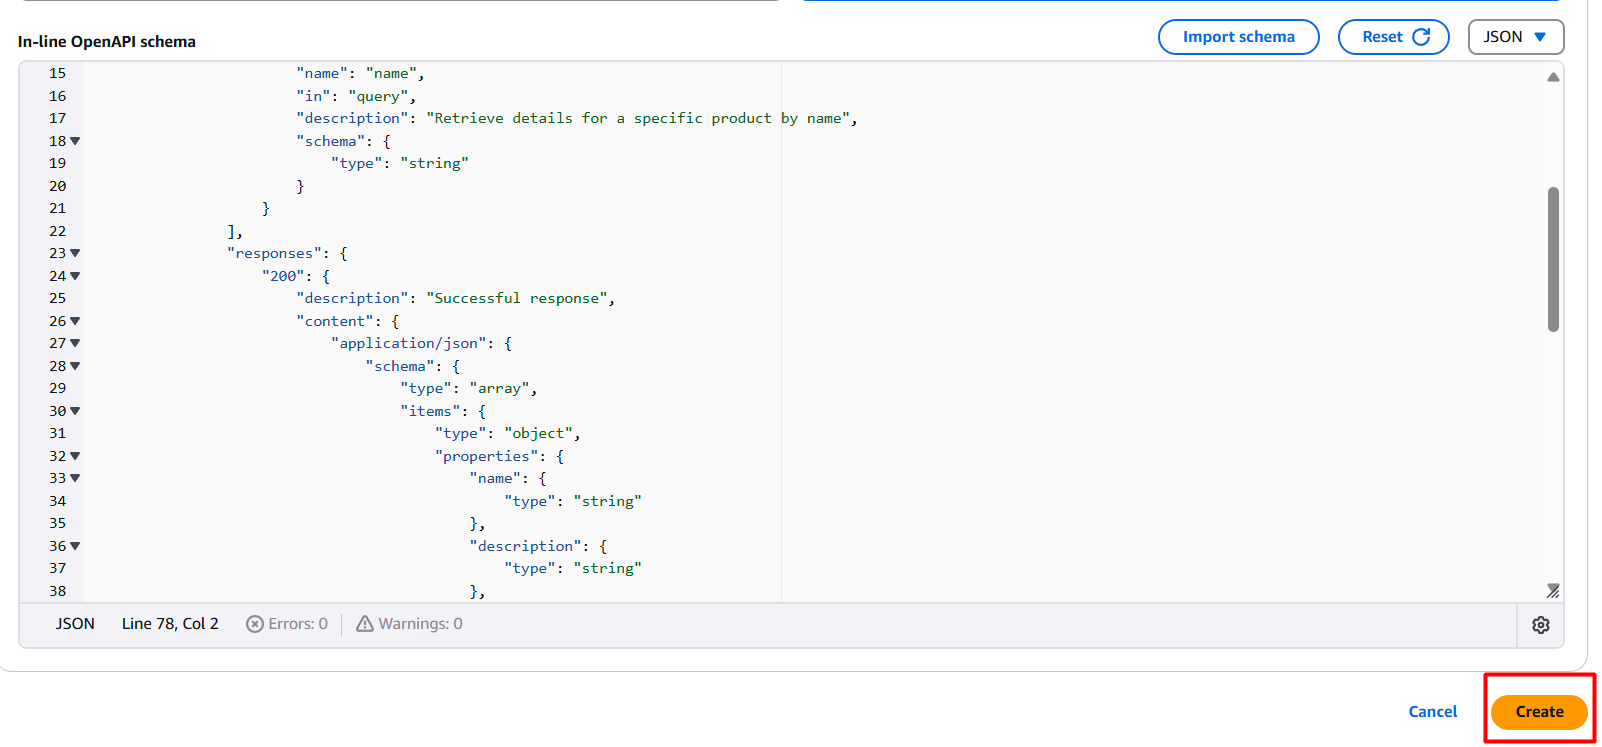 In-line OpenAPI schema
Import schema
Reset
JSON
15 "name": "name",
16 "in": "query",
17 "description": "Retrieve details for a specific product by name",
18 "schema": {
19 "type": "string"
20 }
21 }
22 ],
23 "responses": {
24 "200": {
25 "description": "Successful response",
26 "content": {
27 "application/json": {
28 "schema": {
29 "type": "array",
30 "items": {
31 "type": "object",
32 "properties": {
33 "name": {
34 "type": "string"
35 },
36 "description": {
37 "type": "string"
38 },
JSON Line 78, Col 2 Errors: 0 Warnings: 0
Cancel Create